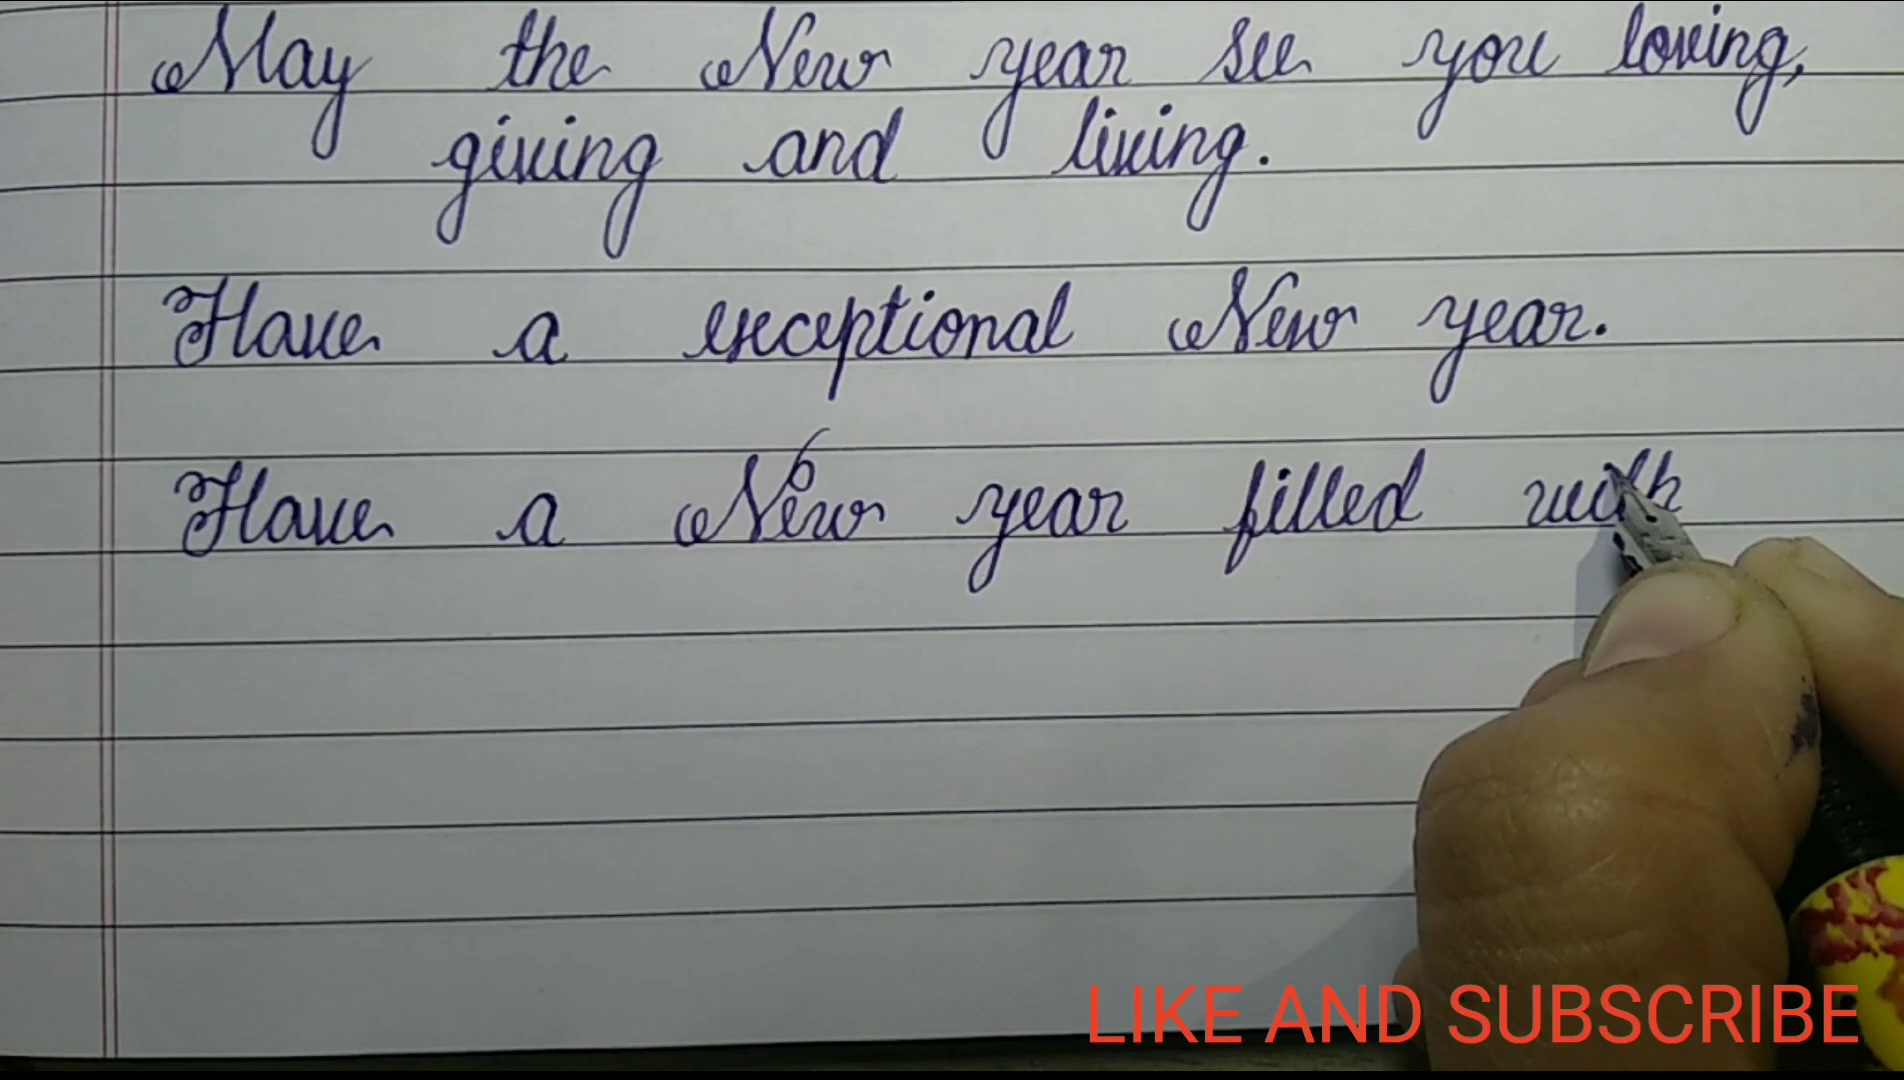 May the New year see you loving,
giving and living.
Have a exceptional New year.
Have a New year filled with
LIKE AND SUBSCRIBE